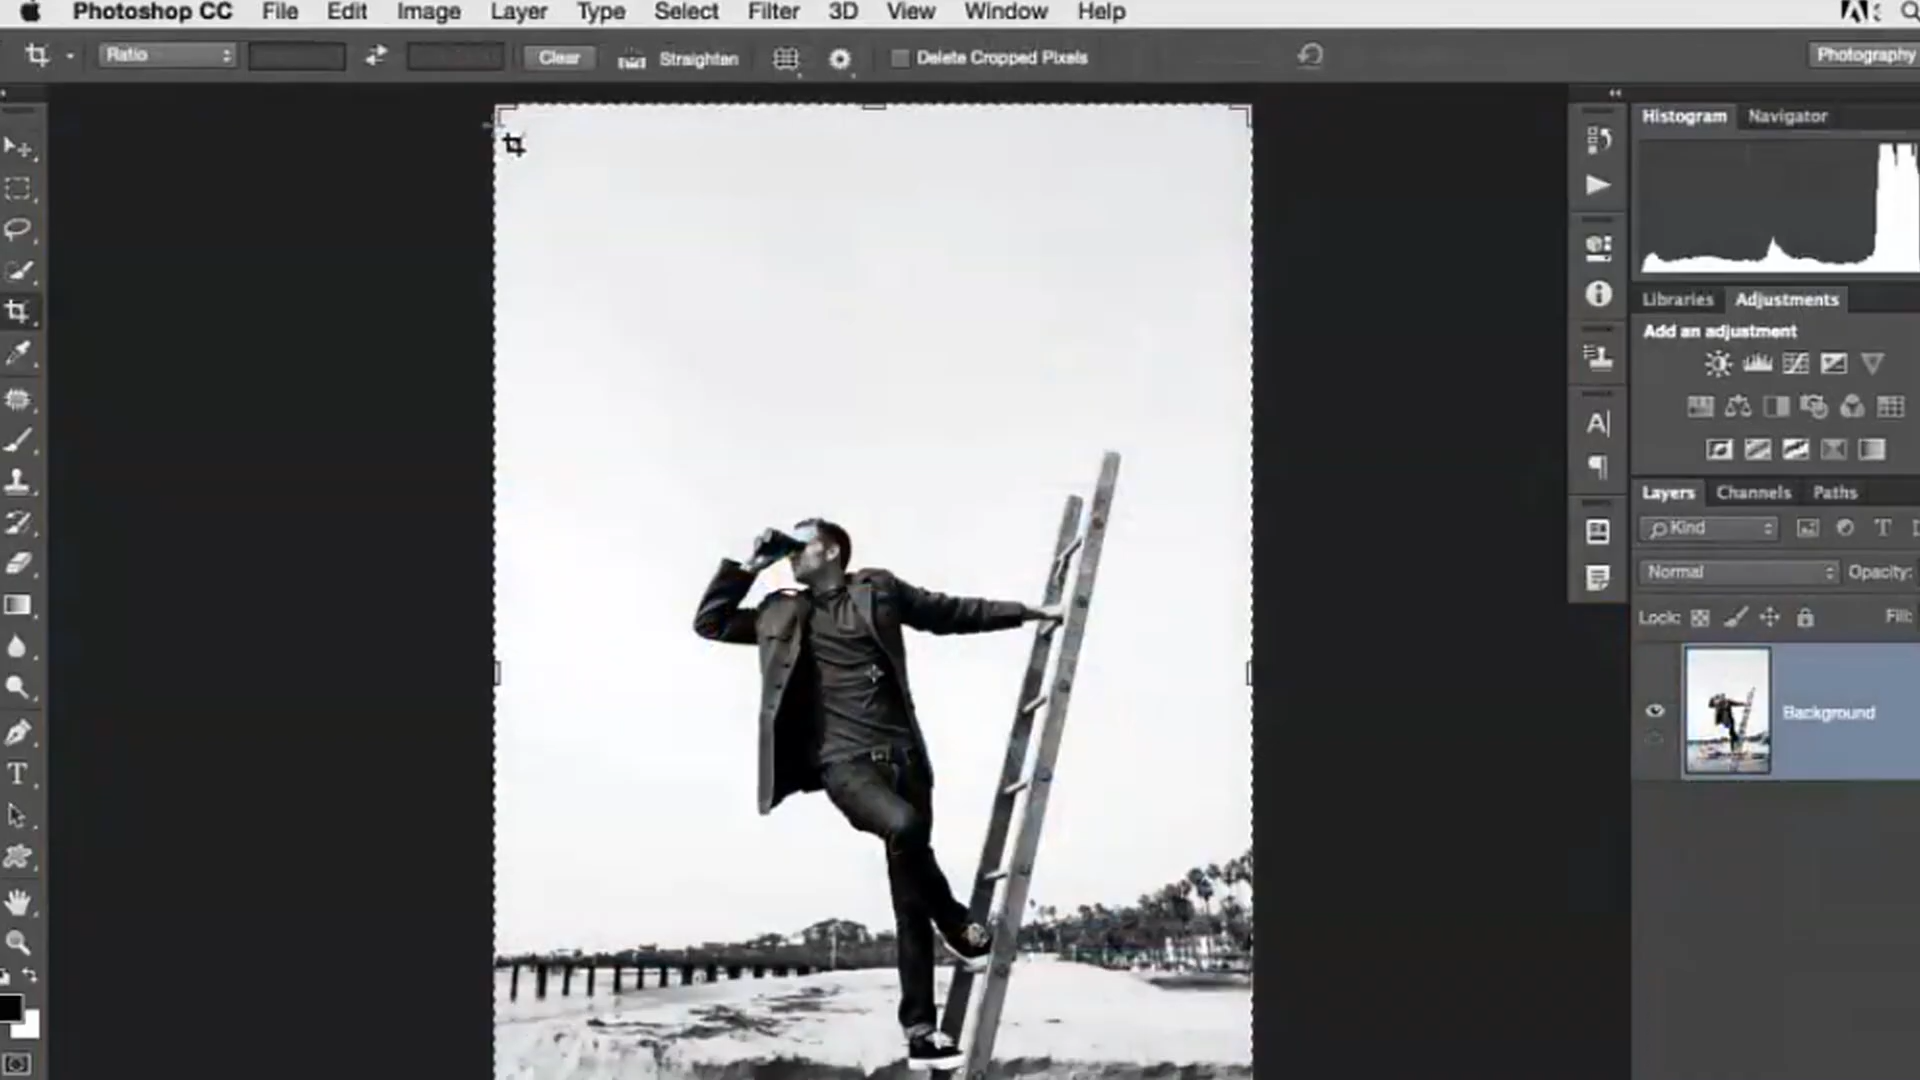 Photoshop CC File Edit Image Layer Type Select Filter 3D View Window Help
Ratio Clear Straighten Delete Cropped Pixels Photography
Histogram Navigator
Libraries Adjustments
Add an adjustment
Layers Channels Paths
Kind
Normal Opacity:
Lock: Fill:
Background